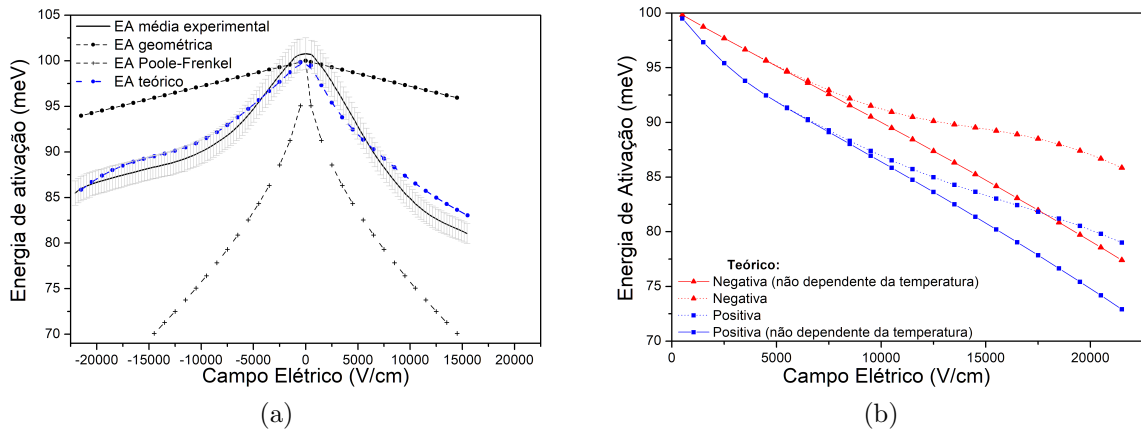 EA média experimental
EA geométrica
EA Poole-Frenkel
EA teórico
Energia de ativação (meV)
100
95
90
85
80
75
70
-20000 -15000 -10000 -5000 0 5000 10000 15000 20000
Campo Elétrico (V/cm)
(a)
Energia de Ativação (meV)
100
95
90
85
80
75
70
Teórico:
Negativa (não dependente da temperatura)
Negativa
Positiva
Positiva (não dependente da temperatura)
0 5000 10000 15000 20000
Campo Elétrico (V/cm)
(b)